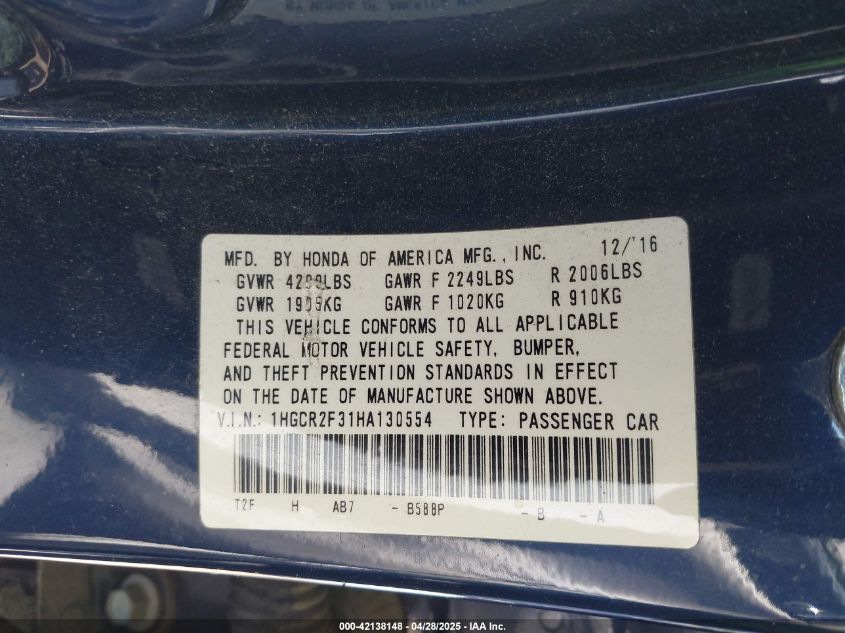 MFD. BY HONDA OF AMERICA MFG., INC. 12/'16
GVWR GAWR F 2249LBS R 2006LBS
GVWR GAWR F 1020KG R 910KG
THIS VEHICLE CONFORMS TO ALL APPLICABLE
FEDERAL MOTOR VEHICLE SAFETY, BUMPER,
AND THEFT PREVENTION STANDARDS IN EFFECT
ON THE DATE OF MANUFACTURE SHOWN ABOVE.
V.I.N.: 1HGCR2F31HA130554 TYPE: PASSENGER CAR
T2F H AB7 - B588P - B - A
000-42138148 - 04/28/2025 - IAA Inc.